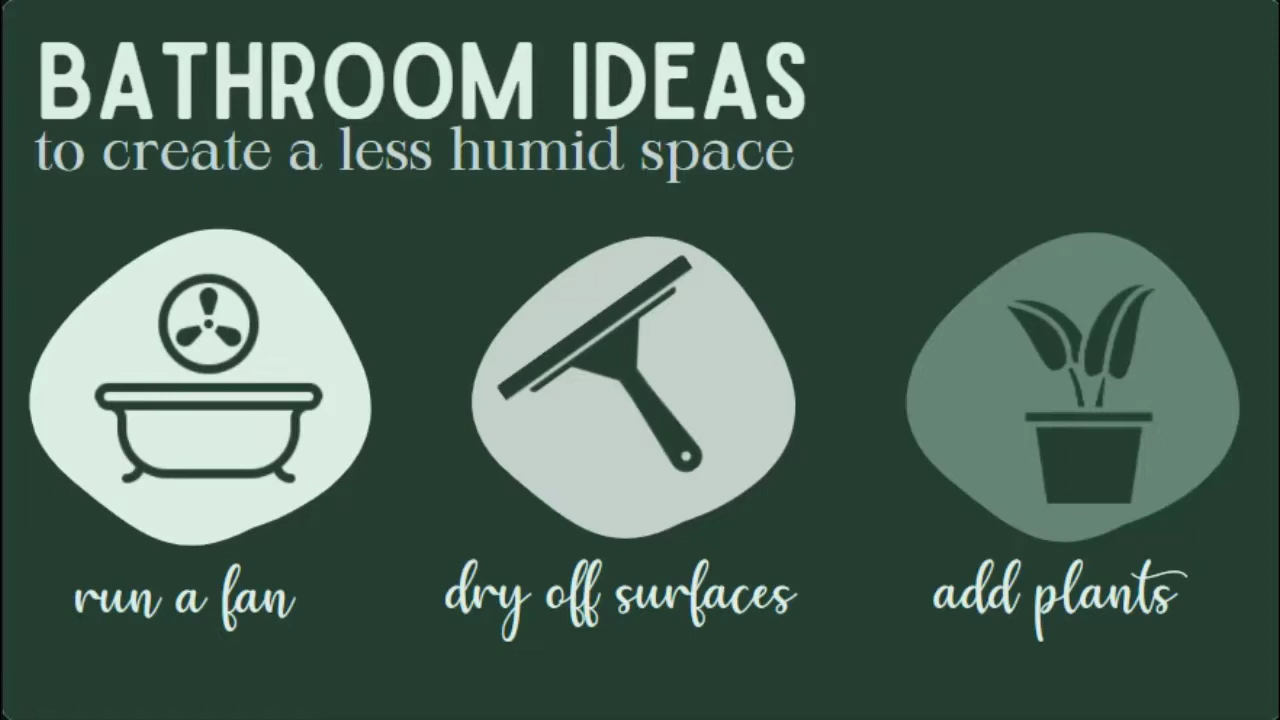 BATHROOM IDEAS
to create a less humid space
run a fan
dry off surfaces
add plants